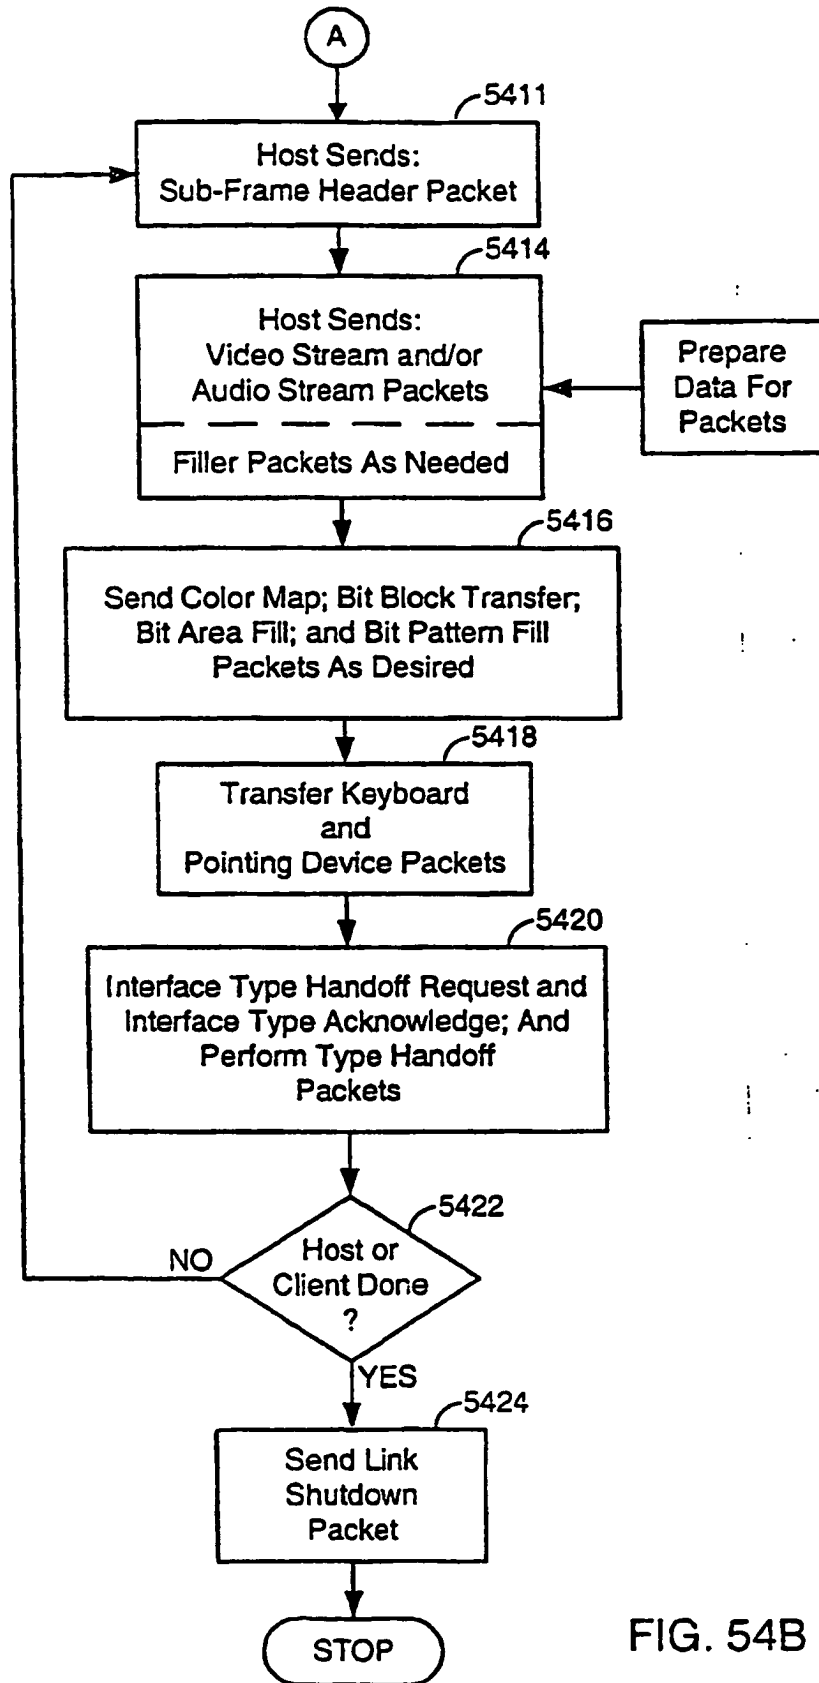 A
5411
Host Sends:
Sub-Frame Header Packet
5414
Host Sends:
Video Stream and/or
Audio Stream Packets
Filler Packets As Needed
Prepare
Data For
Packets
5416
Send Color Map; Bit Block Transfer;
Bit Area Fill; and Bit Pattern Fill
Packets As Desired
5418
Transfer Keyboard
and
Pointing Device Packets
5420
Interface Type Handoff Request and
Interface Type Acknowledge; And
Perform Type Handoff
Packets
5422
Host or
Client Done
?
NO
YES
5424
Send Link
Shutdown
Packet
STOP
FIG. 54B